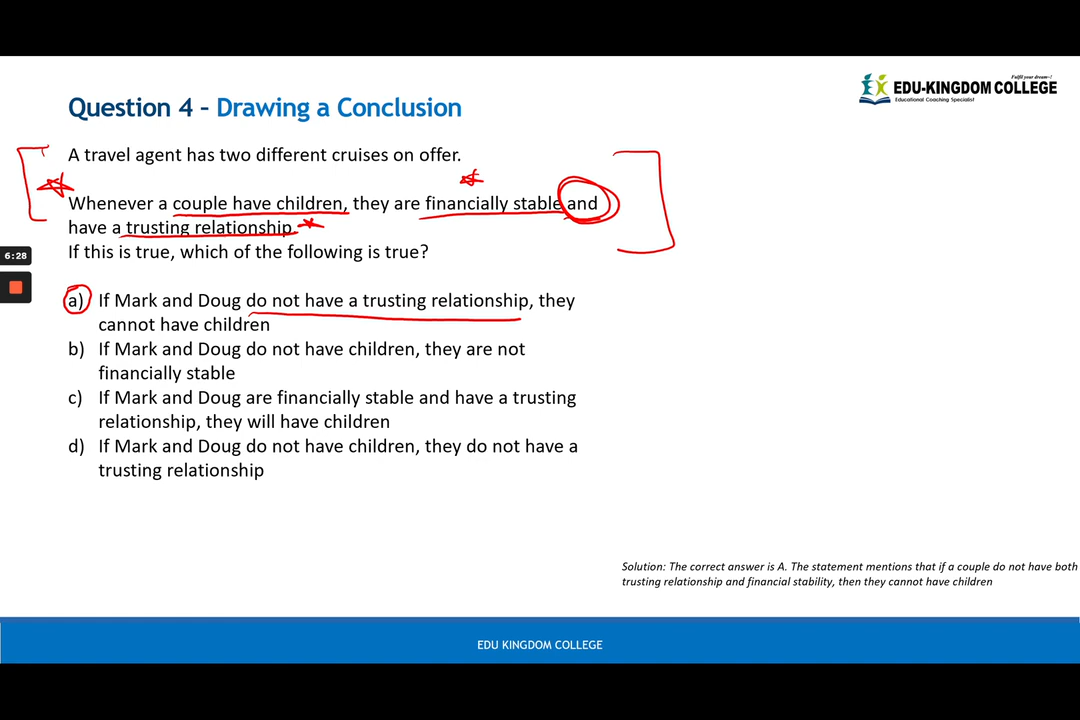 Fulfil your dream~!
EDU-KINGDOM COLLEGE
Educational Coaching Specialist
Question 4 – Drawing a Conclusion
A travel agent has two different cruises on offer.
Whenever a couple have children, they are financially stable and
have a trusting relationship.
If this is true, which of the following is true?
6:28
a) If Mark and Doug do not have a trusting relationship, they
cannot have children
b) If Mark and Doug do not have children, they are not
financially stable
c) If Mark and Doug are financially stable and have a trusting
relationship, they will have children
d) If Mark and Doug do not have children, they do not have a
trusting relationship
Solution: The correct answer is A. The statement mentions that if a couple do not have both
trusting relationship and financial stability, then they cannot have children
EDU KINGDOM COLLEGE